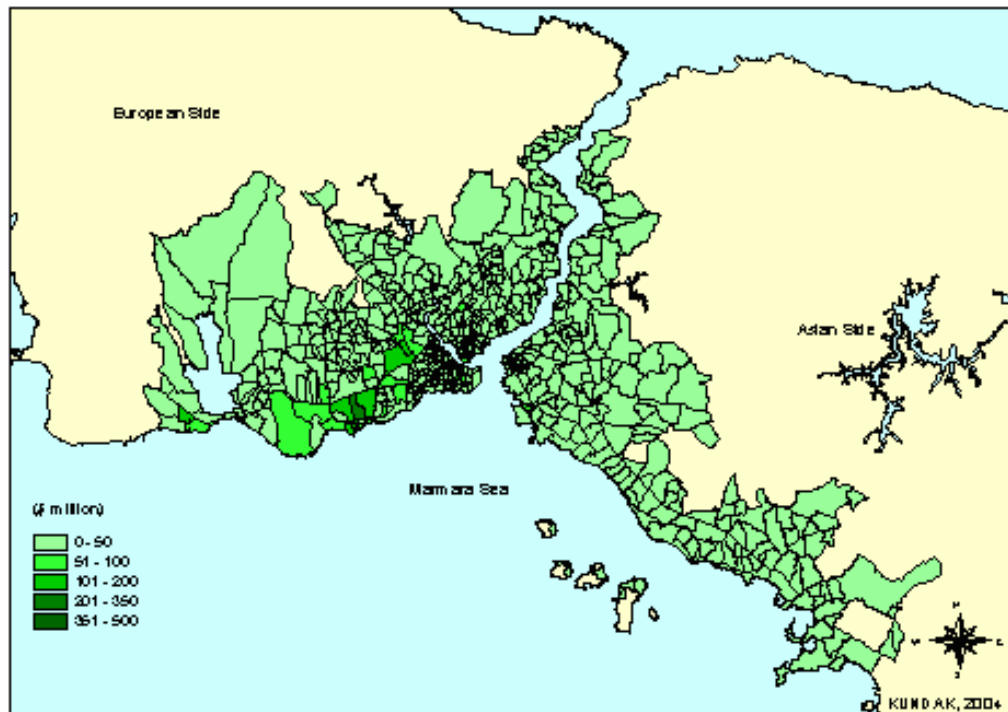 European Side
Asian Side
Marmara Sea
($ million)
0 - 50
51 - 100
101 - 200
201 - 350
351 - 500
N
W
E
S
KUNDAK, 2004